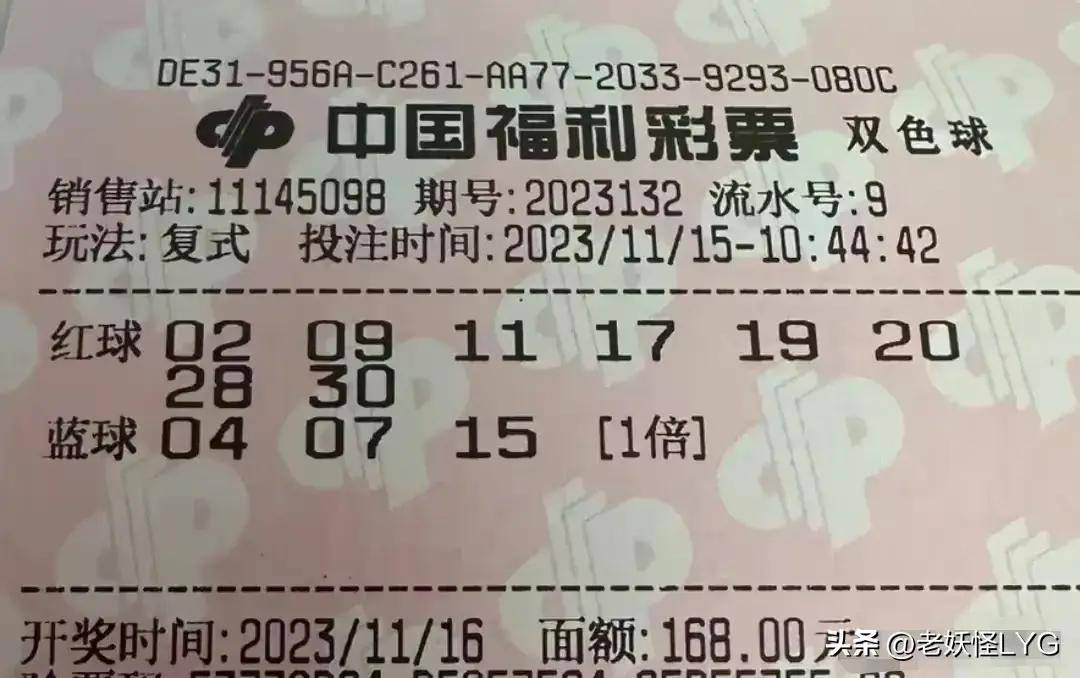 DE31-956A-C261-AA77-2033-9293-080C
中国福利彩票 双色球
销售站:11145098 期号:2023132 流水号:9
玩法:复式 投注时间:2023/11/15-10:44:42
红球 02 09 11 17 19 20
28 30
蓝球 04 07 15 [1倍]
开奖时间:2023/11/16 面额:168.00元
头条 @老妖怪LYG